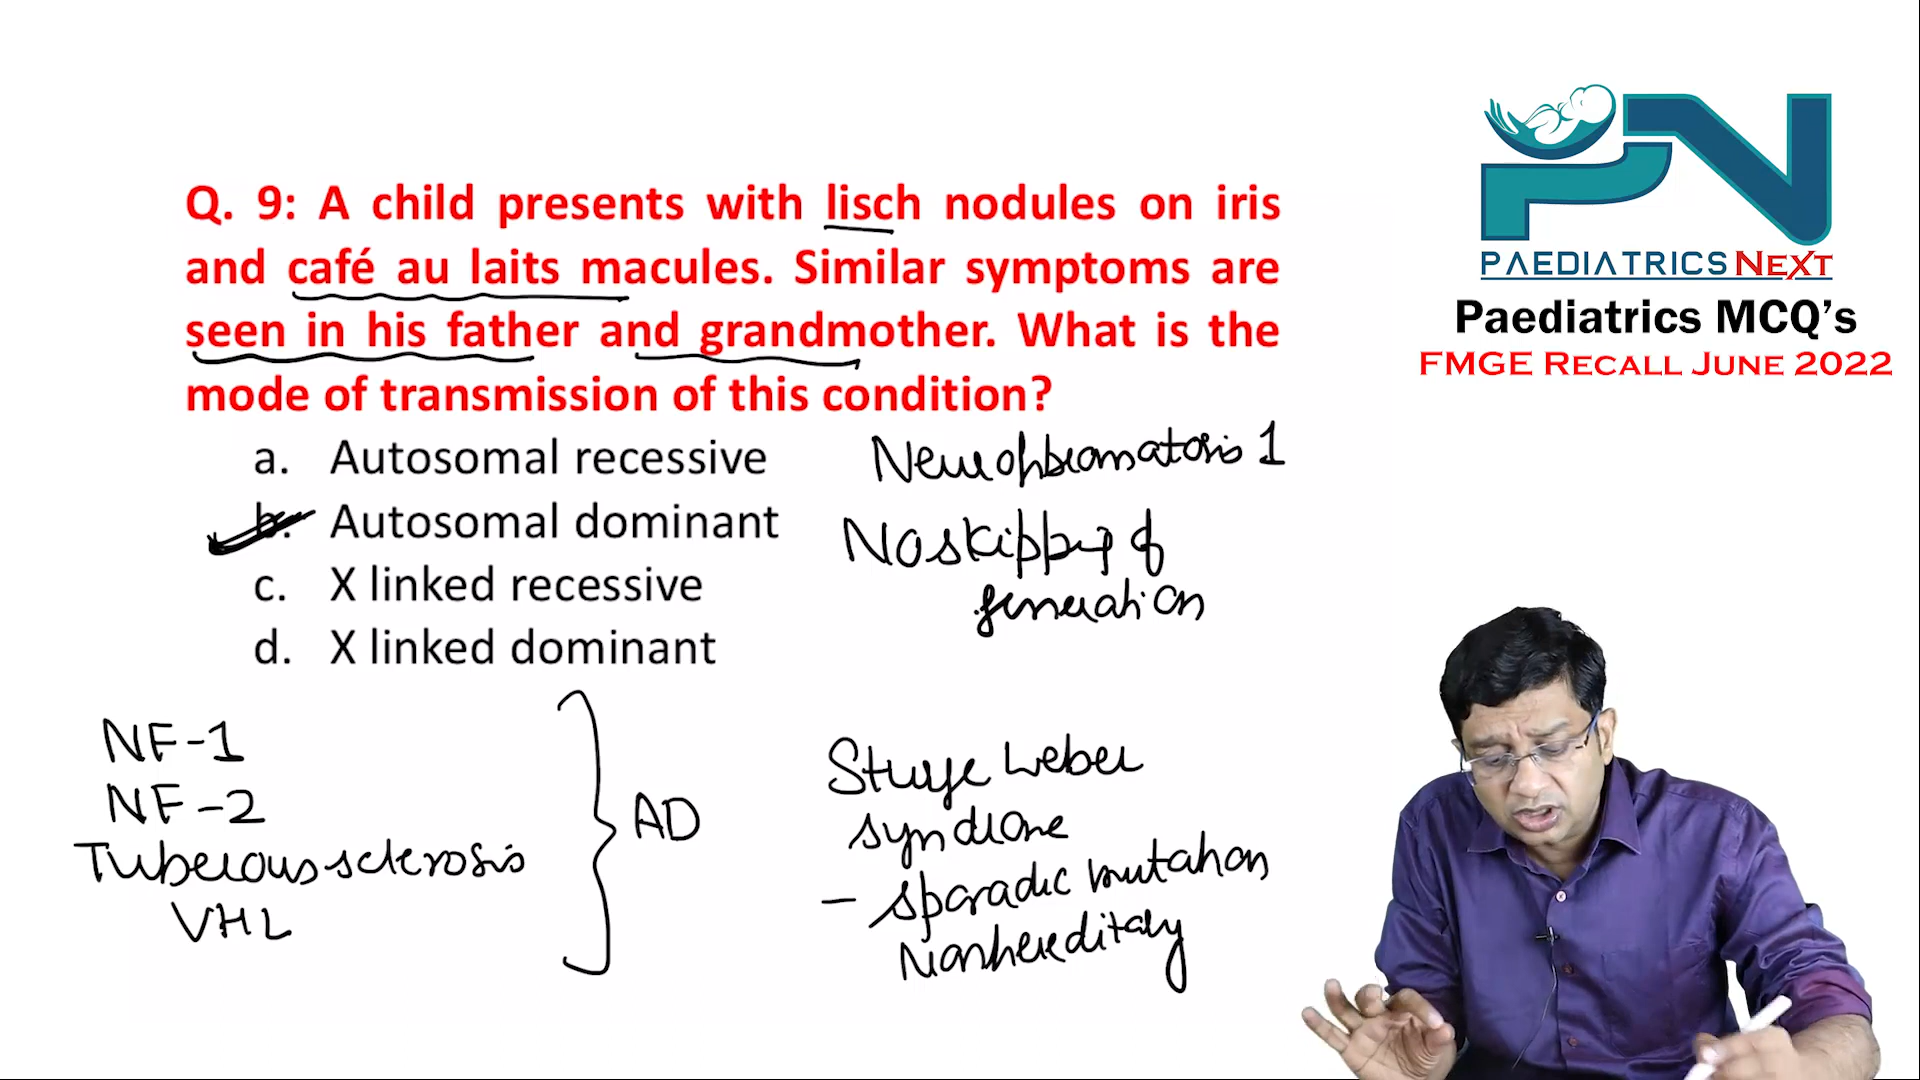 Q. 9: A child presents with lisch nodules on iris
and café au laits macules. Similar symptoms are
seen in his father and grandmother. What is the
mode of transmission of this condition?
a. Autosomal recessive
b. Autosomal dominant
c. X linked recessive
d. X linked dominant
Neurofibromatosis 1
No skipping of
generation
NF-1
NF-2
Tuberous sclerosis
VHL
AD
Sturge Weber
syndrome
- sporadic mutation
Nonhereditary
PN
PAEDIATRICS NEXT
Paediatrics MCQ's
FMGE RECALL JUNE 2022